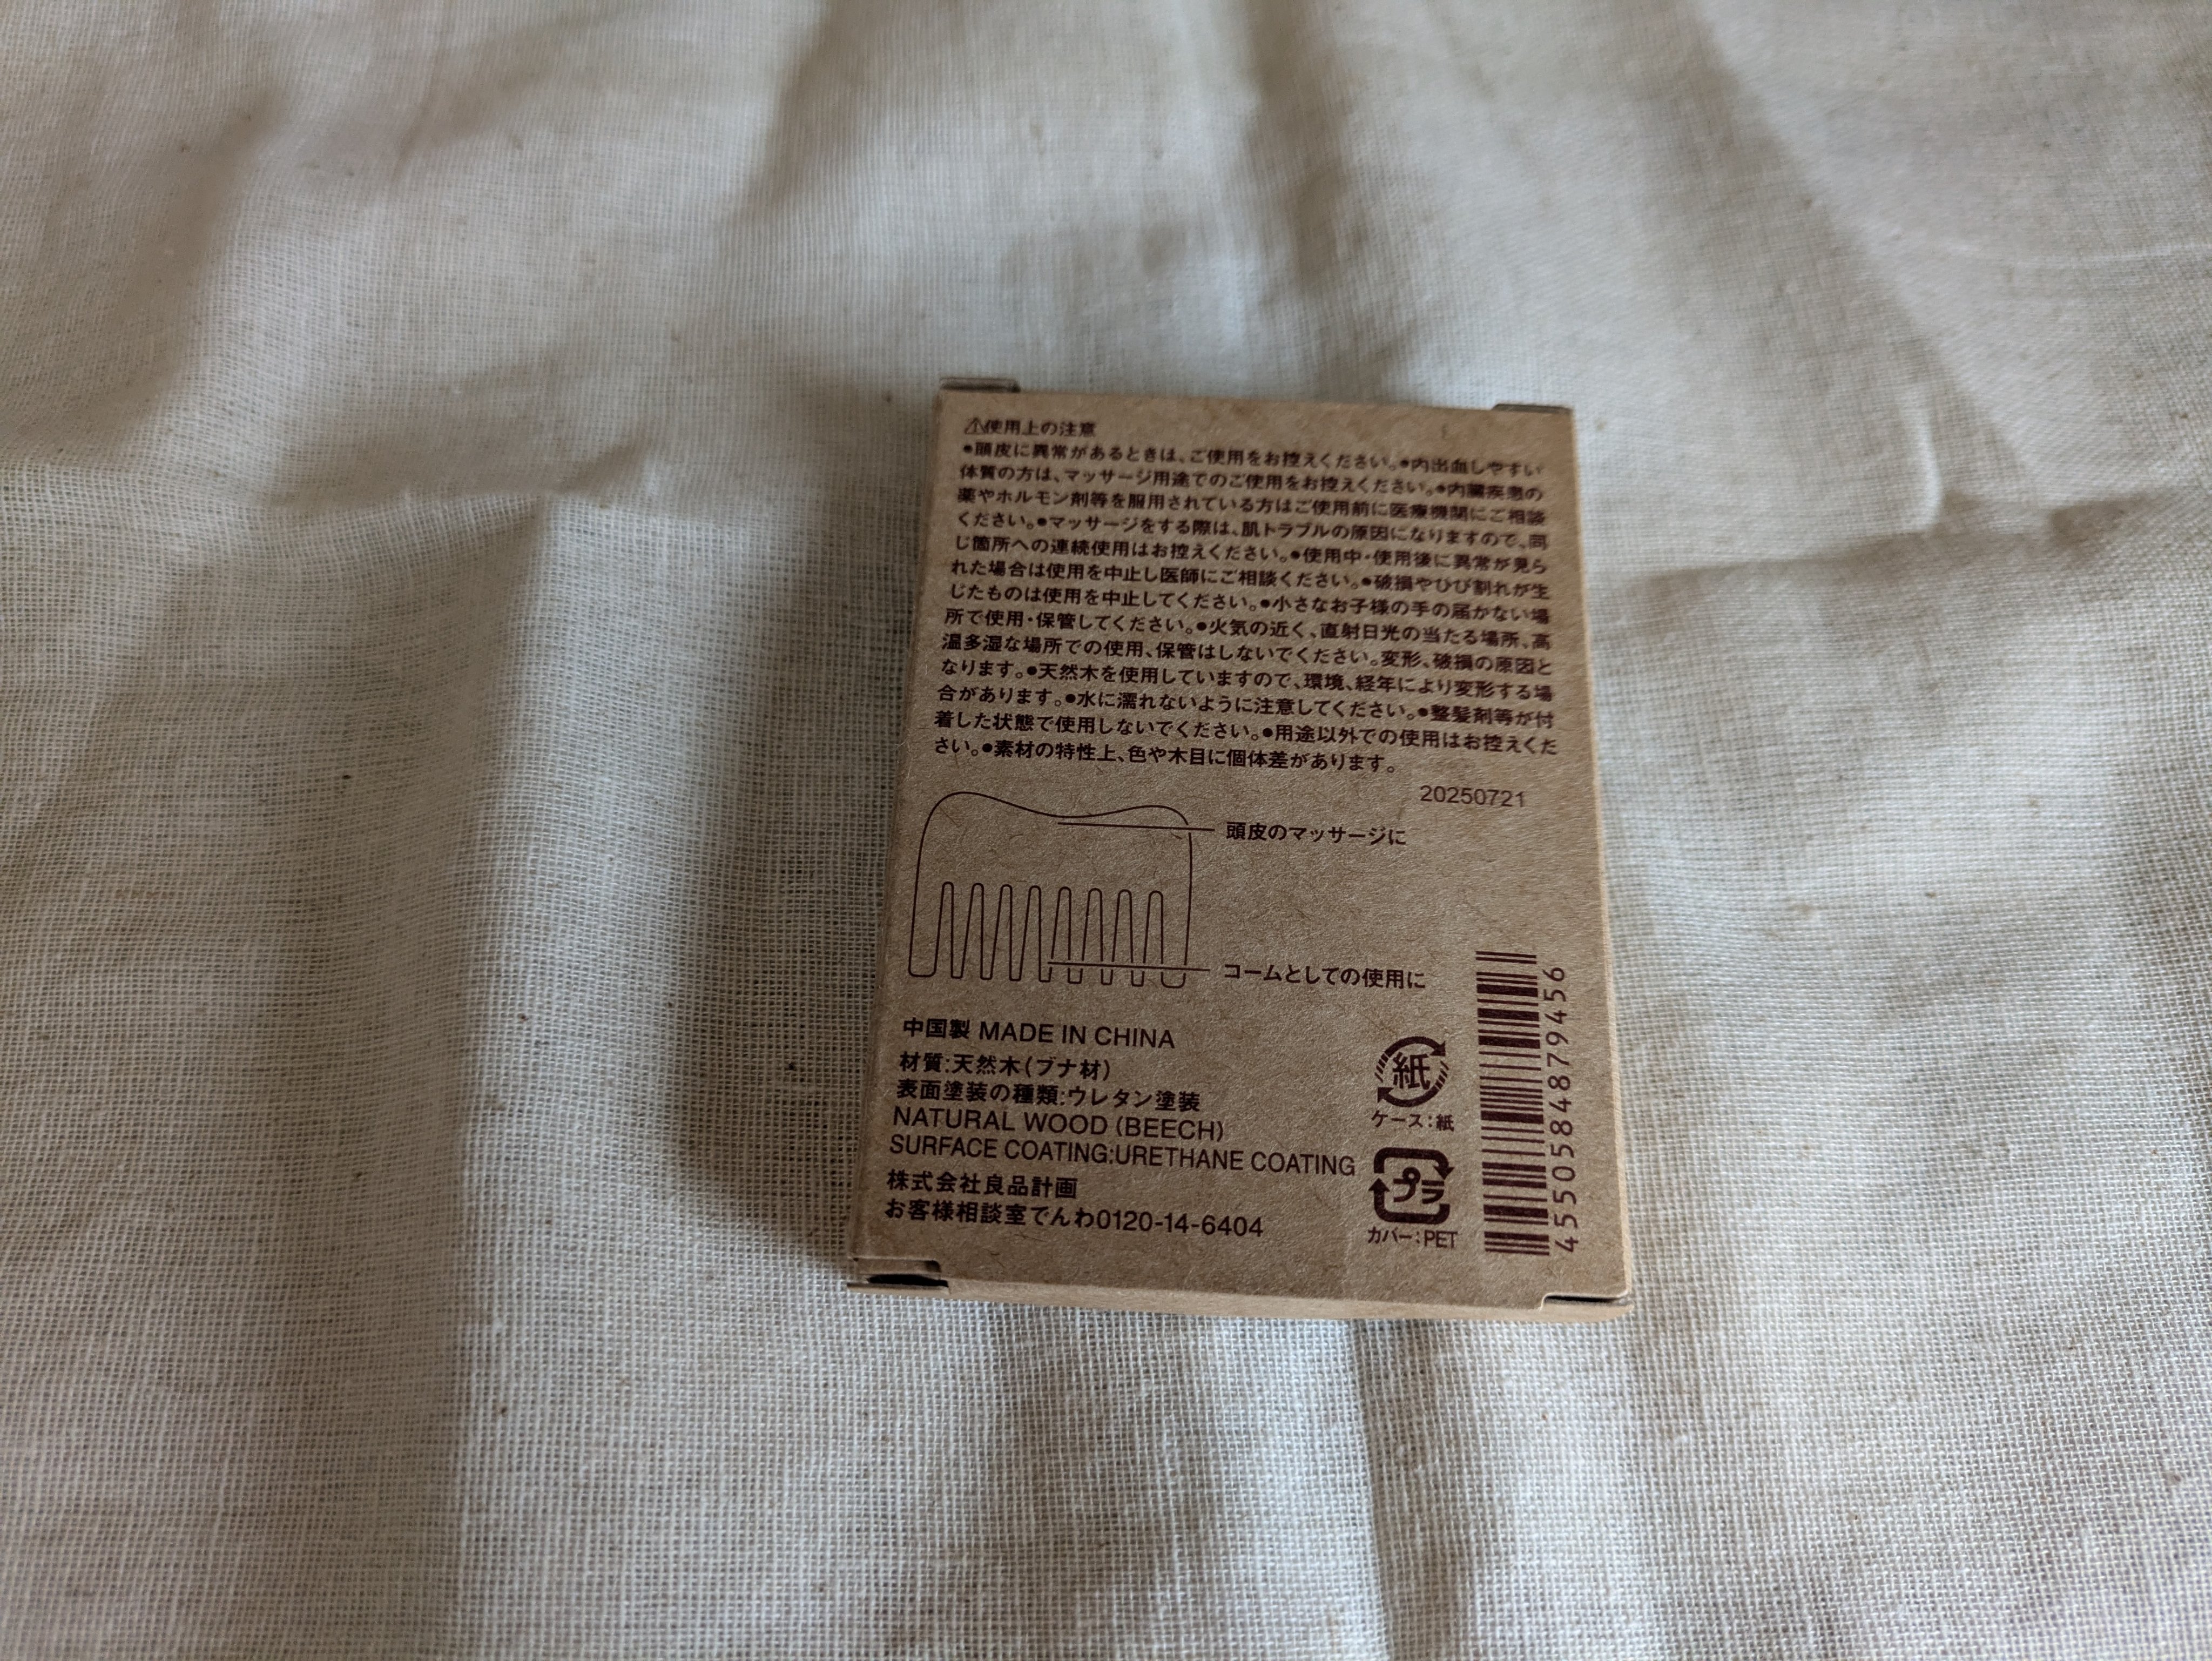 ⚠使用上の注意
●頭皮に異常があるときは、ご使用をお控えください。●内出血しやすい
体質の方は、マッサージ用途でのご使用をお控えください。●内臓疾患の
薬やホルモン剤等を服用されている方はご使用前に医療機関にご相談
ください。●マッサージをする際は、肌トラブルの原因になりますので、同
じ箇所への連続使用はお控えください。●使用中・使用後に異常が見ら
れた場合は使用を中止し医師にご相談ください。●破損やひび割れが生
じたものは使用を中止してください。●小さなお子様の手の届かない場
所で使用・保管してください。●火気の近く、直射日光の当たる場所、高
温多湿な場所での使用、保管はしないでください。変形、破損の原因と
なります。●天然木を使用していますので、環境、経年により変形する場
合があります。●水に濡れないように注意してください。●整髪剤等が付
着した状態で使用しないでください。●用途以外での使用はお控えくだ
さい。●素材の特性上、色や木目に個体差があります。
20250721
頭皮のマッサージに
コームとしての使用に
中国製 MADE IN CHINA
材質:天然木(ブナ材)
表面塗装の種類:ウレタン塗装
NATURAL WOOD (BEECH)
SURFACE COATING:URETHANE COATING
株式会社良品計画
お客様相談室でんわ0120-14-6404
紙
ケース:紙
プラ
カバー:PET
4550584879456